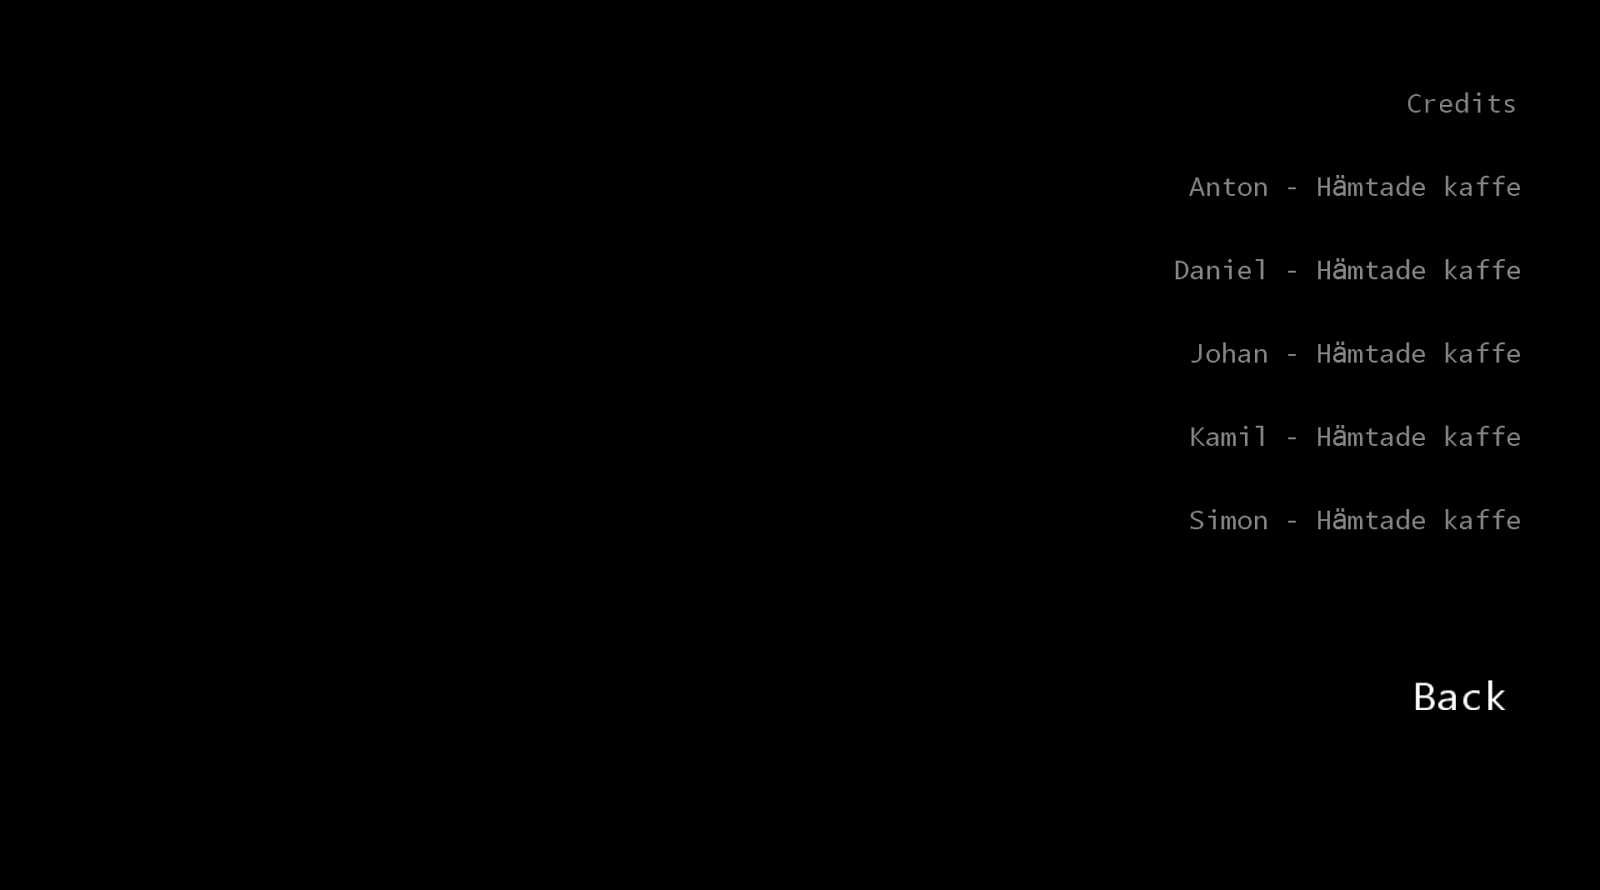 Credits
Anton - Hämtade kaffe
Daniel - Hämtade kaffe
Johan - Hämtade kaffe
Kamil - Hämtade kaffe
Simon - Hämtade kaffe
Back